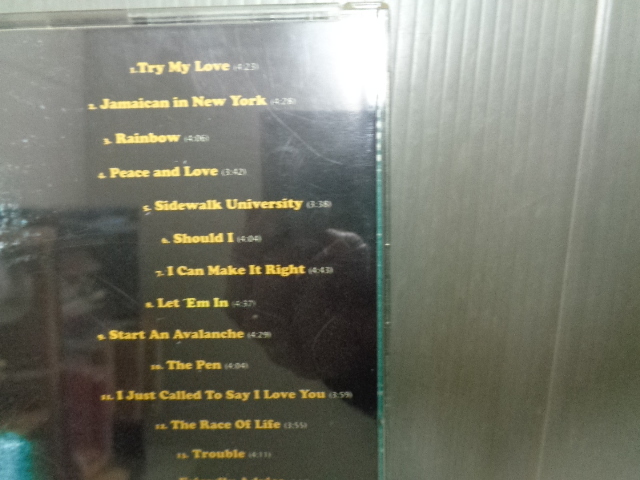 1. Try My Love (4:23)
2. Jamaican in New York (4:28)
3. Rainbow (4:06)
4. Peace and Love (3:42)
5. Sidewalk University (3:38)
6. Should I (4:04)
7. I Can Make It Right (4:43)
8. Let 'Em In (4:37)
9. Start An Avalanche (4:29)
10. The Pen (4:04)
11. I Just Called To Say I Love You (3:59)
12. The Race Of Life (3:55)
13. Trouble (4:11)